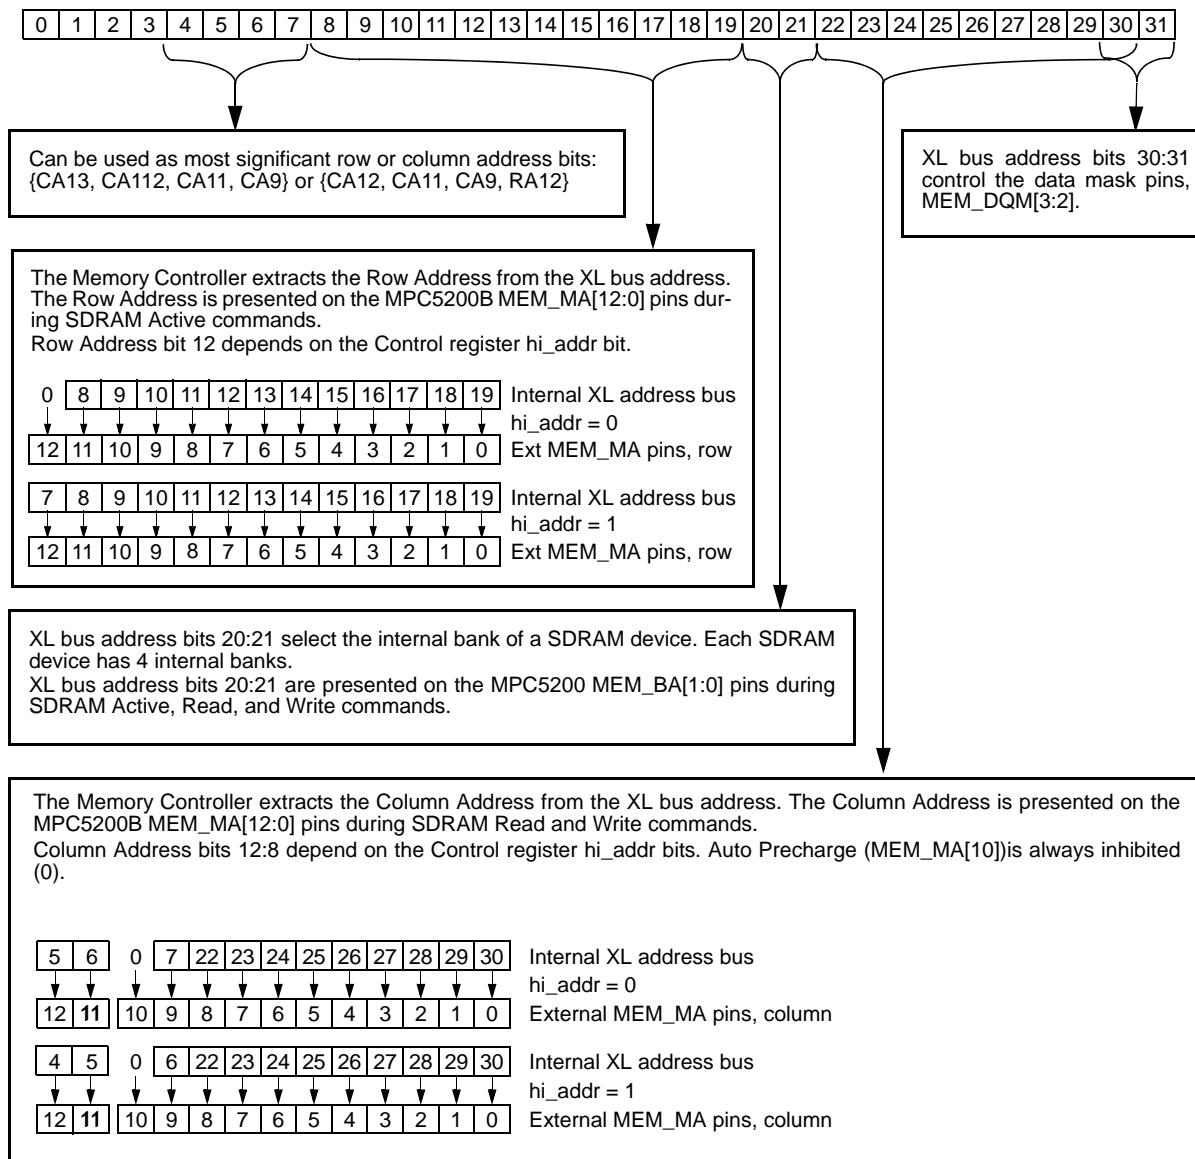 0 1 2 3 4 5 6 7 8 9 10 11 12 13 14 15 16 17 18 19 20 21 22 23 24 25 26 27 28 29 30 31
Can be used as most significant row or column address bits:
{CA13, CA112, CA11, CA9} or {CA12, CA11, CA9, RA12}
XL bus address bits 30:31
control the data mask pins,
MEM_DQM[3:2].
The Memory Controller extracts the Row Address from the XL bus address.
The Row Address is presented on the MPC5200B MEM_MA[12:0] pins dur-
ing SDRAM Active commands.
Row Address bit 12 depends on the Control register hi_addr bit.
0 8 9 10 11 12 13 14 15 16 17 18 19 Internal XL address bus
hi_addr = 0
12 11 10 9 8 7 6 5 4 3 2 1 0 Ext MEM_MA pins, row
7 8 9 10 11 12 13 14 15 16 17 18 19 Internal XL address bus
hi_addr = 1
12 11 10 9 8 7 6 5 4 3 2 1 0 Ext MEM_MA pins, row
XL bus address bits 20:21 select the internal bank of a SDRAM device. Each SDRAM
device has 4 internal banks.
XL bus address bits 20:21 are presented on the MPC5200 MEM_BA[1:0] pins during
SDRAM Active, Read, and Write commands.
The Memory Controller extracts the Column Address from the XL bus address. The Column Address is presented on the
MPC5200B MEM_MA[12:0] pins during SDRAM Read and Write commands.
Column Address bits 12:8 depend on the Control register hi_addr bits. Auto Precharge (MEM_MA[10])is always inhibited
(0).
5 6 0 7 22 23 24 25 26 27 28 29 30 Internal XL address bus
hi_addr = 0
12 11 10 9 8 7 6 5 4 3 2 1 0 External MEM_MA pins, column
4 5 0 6 22 23 24 25 26 27 28 29 30 Internal XL address bus
hi_addr = 1
12 11 10 9 8 7 6 5 4 3 2 1 0 External MEM_MA pins, column